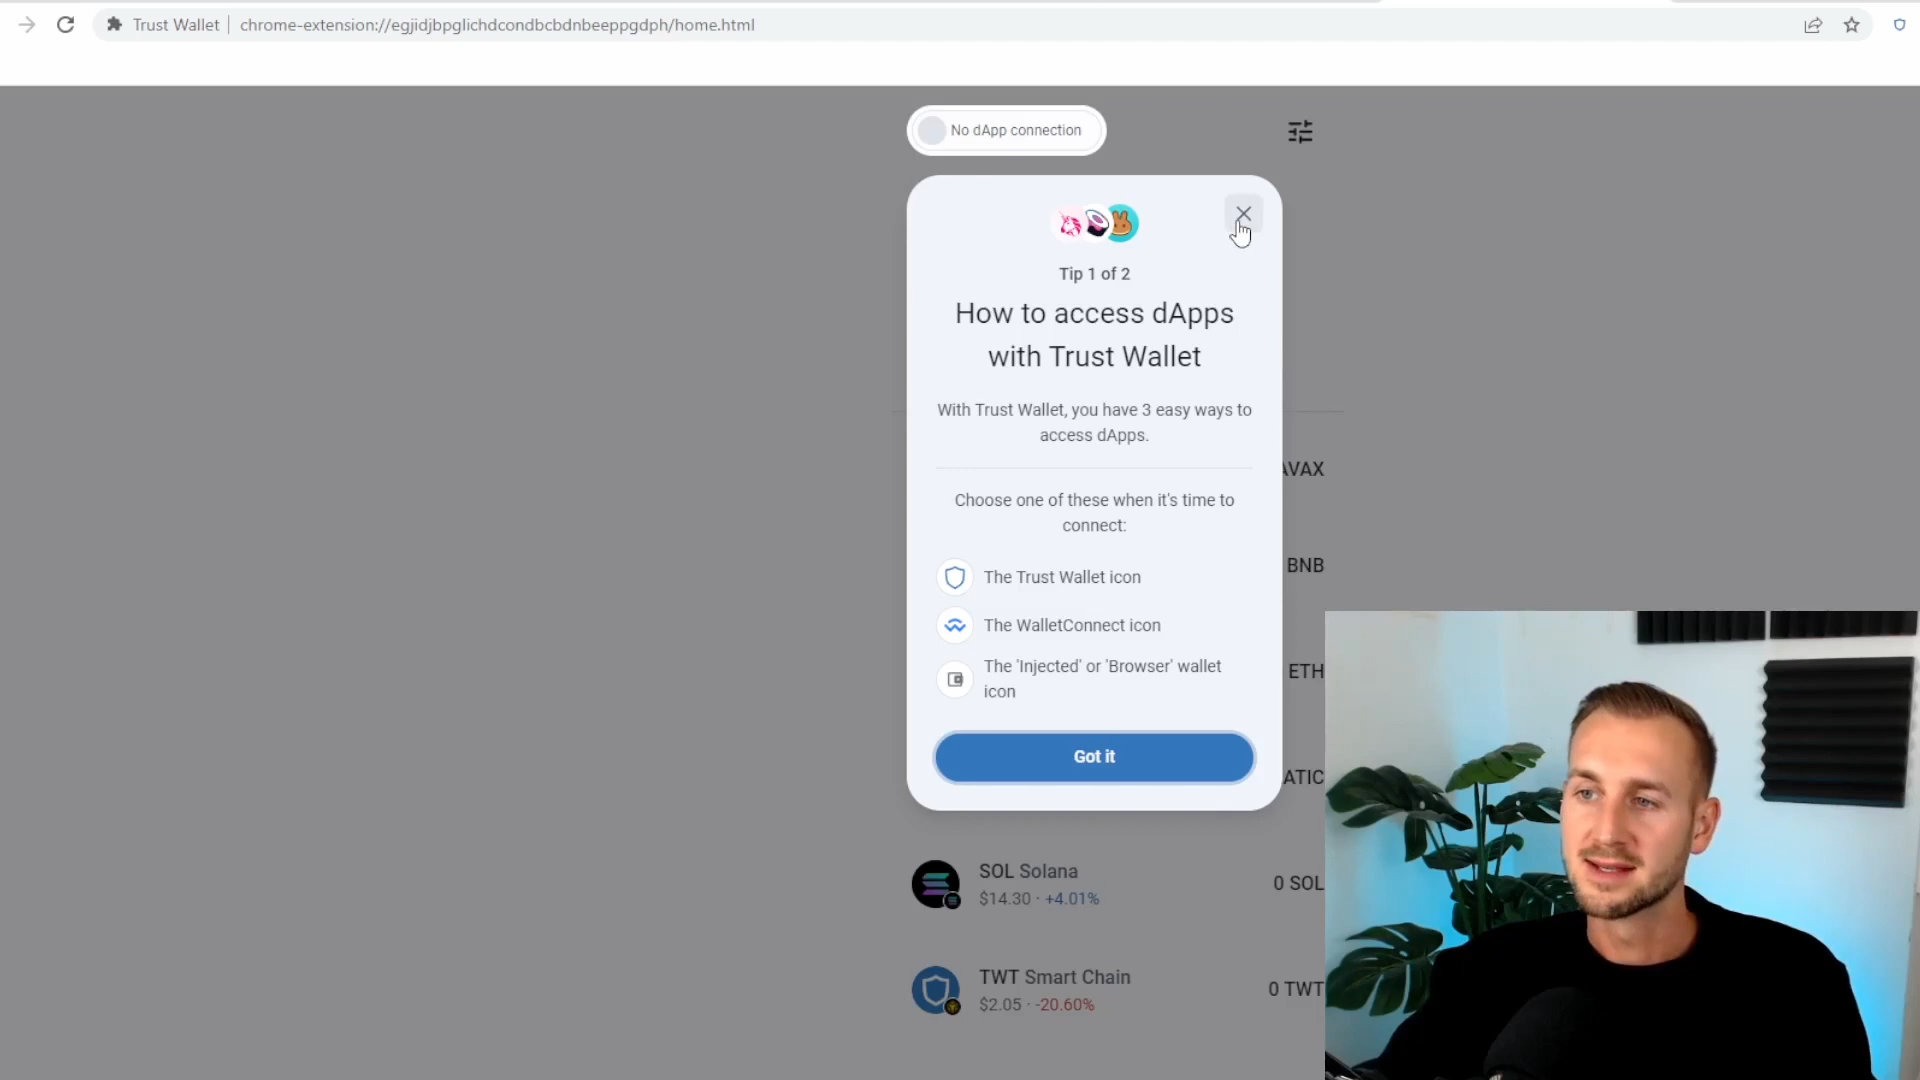 Trust Wallet | chrome-extension://egjidjbpglichdcondbcbdnbeeppgdph/home.html
No dApp connection
Tip 1 of 2
How to access dApps
with Trust Wallet
With Trust Wallet, you have 3 easy ways to
access dApps.
Choose one of these when it's time to
connect:
The Trust Wallet icon
The WalletConnect icon
The 'Injected' or 'Browser' wallet
icon
Got it
AVAX
BNB
ETH
ATIC
SOL Solana
$14.30 · +4.01%
0 SOL
TWT Smart Chain
$2.05 · -20.60%
0 TWT